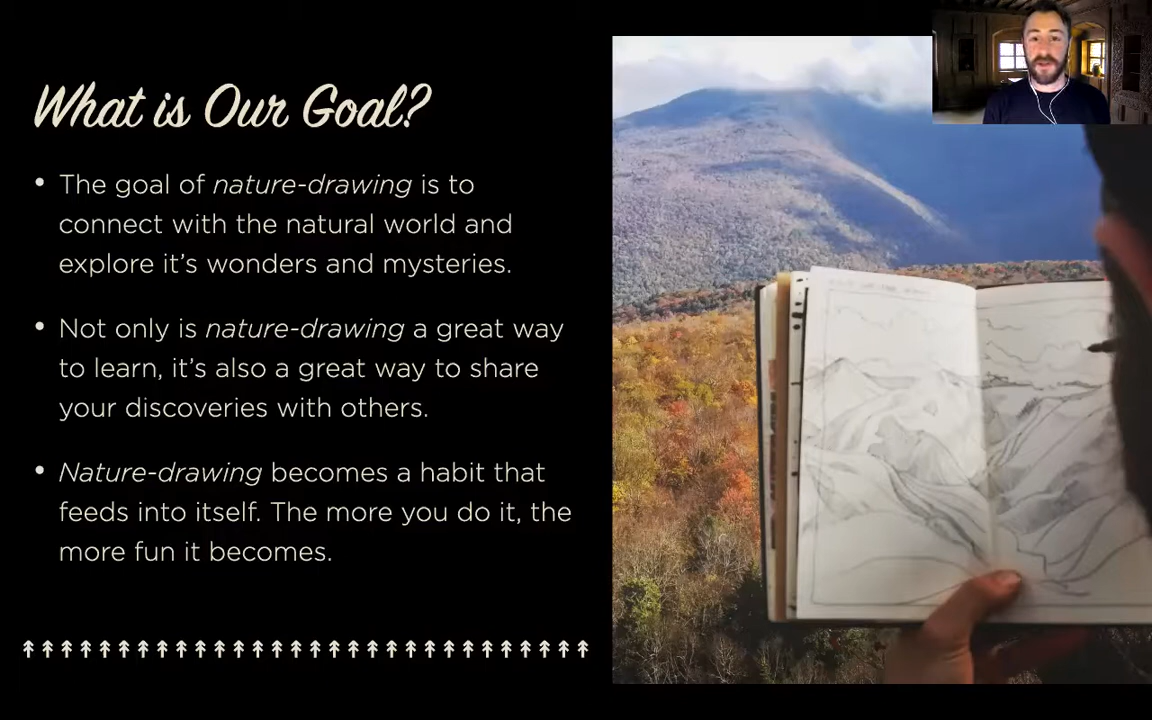 What is Our Goal?
• The goal of nature-drawing is to
connect with the natural world and
explore it’s wonders and mysteries.
• Not only is nature-drawing a great way
to learn, it’s also a great way to share
your discoveries with others.
• Nature-drawing becomes a habit that
feeds into itself. The more you do it, the
more fun it becomes.